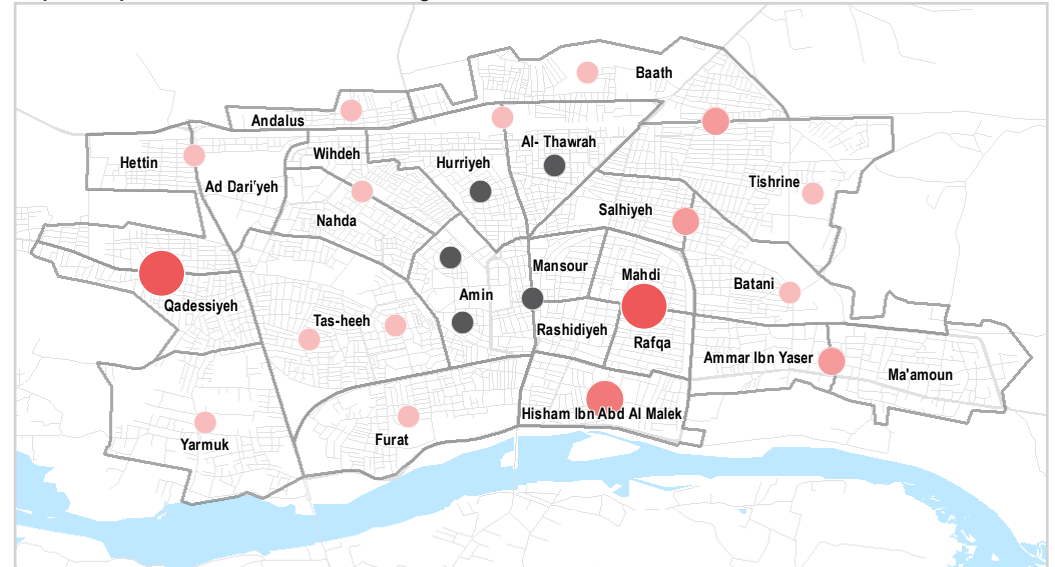 Baath
Andalus
Al- Thawrah
Wihdeh
Hettin
Hurriyeh
Ad Dari'yeh
Tishrine
Nahda
Salhiyeh
Mansour
Mahdi
Batani
Amin
Qadessiyeh
Tas-heeh
Rashidiyeh
Rafqa
Ammar Ibn Yaser
Ma'amoun
Hisham Ibn Abd Al Malek
Furat
Yarmuk